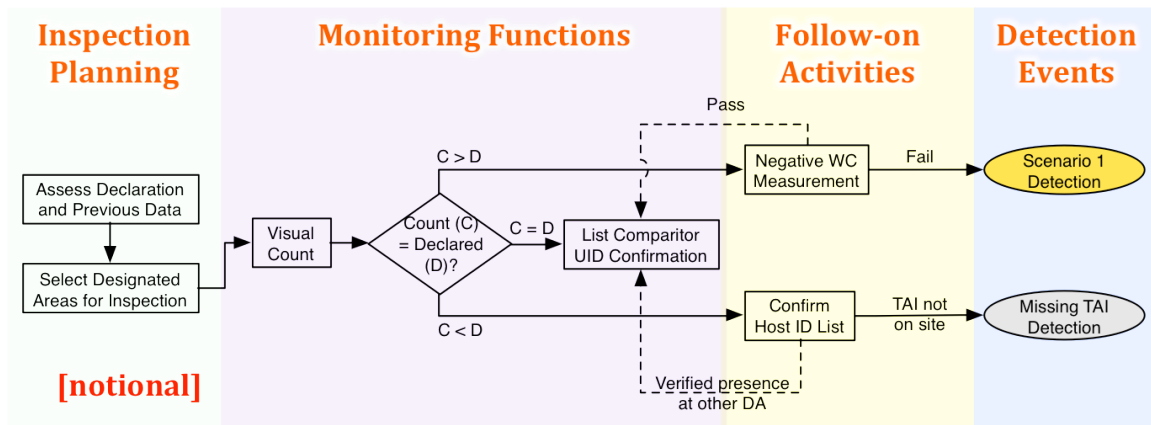 Inspection
Planning
Monitoring Functions
Follow-on
Activities
Detection
Events
Assess Declaration
and Previous Data
Select Designated
Areas for Inspection
Visual
Count
Count (C)
= Declared
(D)?
C > D
C = D
C < D
List Comparitor
UID Confirmation
Pass
Negative WC
Measurement
Fail
Scenario 1
Detection
Confirm
Host ID List
TAI not
on site
Missing TAI
Detection
Verified presence
at other DA
[notional]